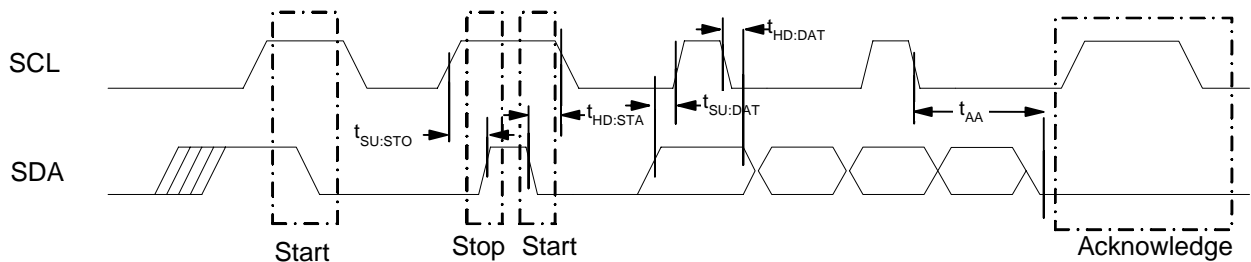 SCL
t HD:DAT
t HD:STA
t SU:DAT
t AA
t SU:STO
SDA
Start
Stop
Start
Acknowledge